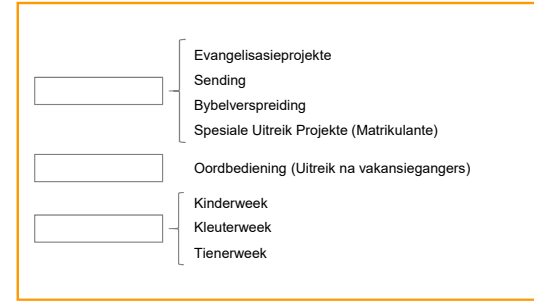 Evangelisasieprojekte
Sending
Bybelverspreiding
Spesiale Uitreik Projekte (Matrikulante)
Oordbediening (Uitreik na vakansiegangers)
Kinderweek
Kleuterweek
Tienerweek